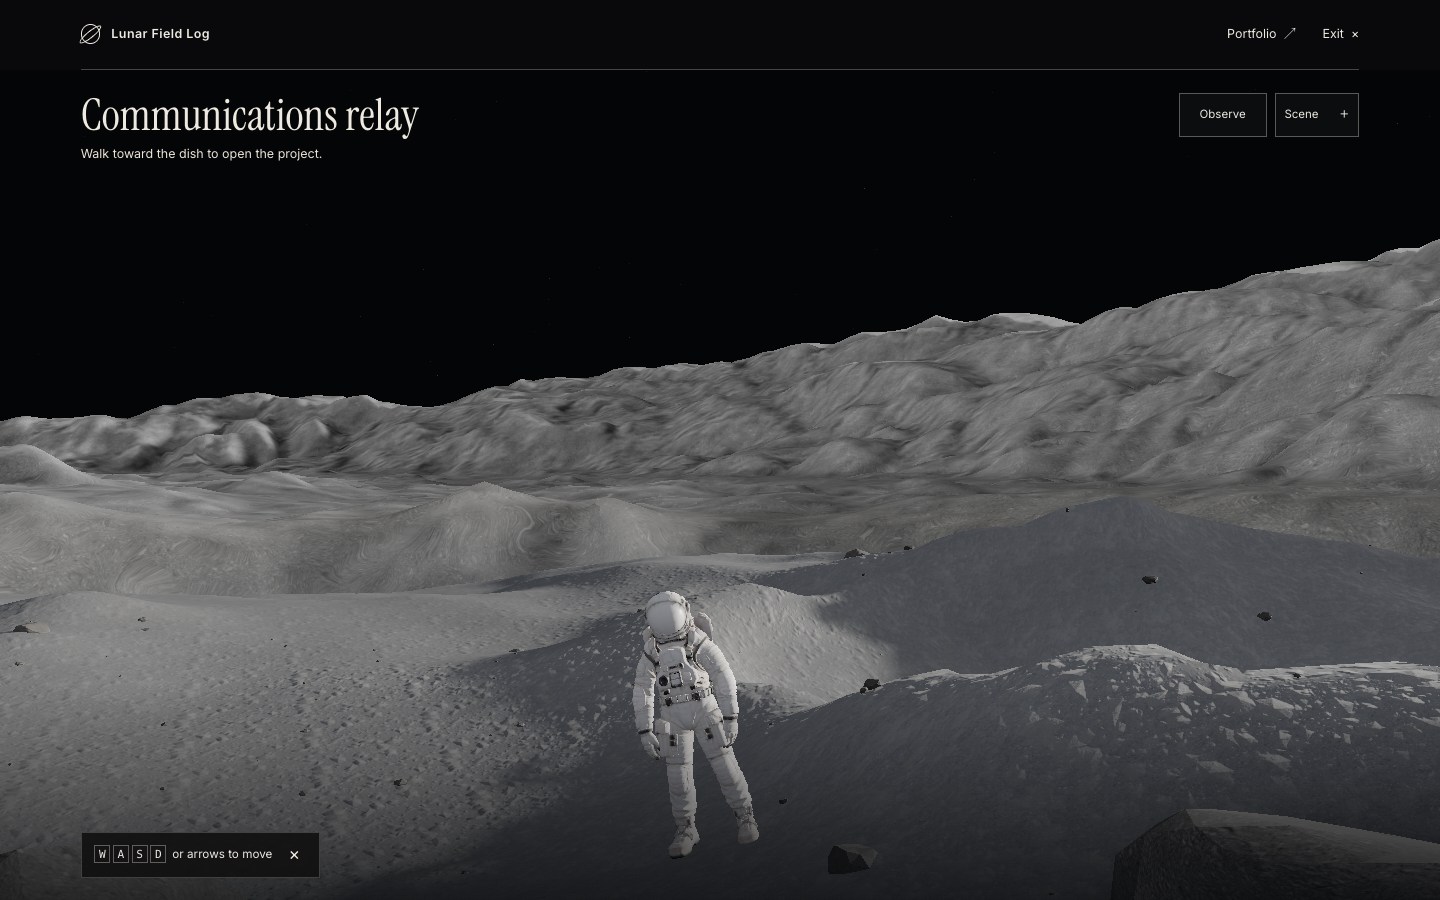 Lunar Field Log
Portfolio ↗
Exit ×
Communications relay
Observe
Scene +
Walk toward the dish to open the project.
W A S D or arrows to move ×